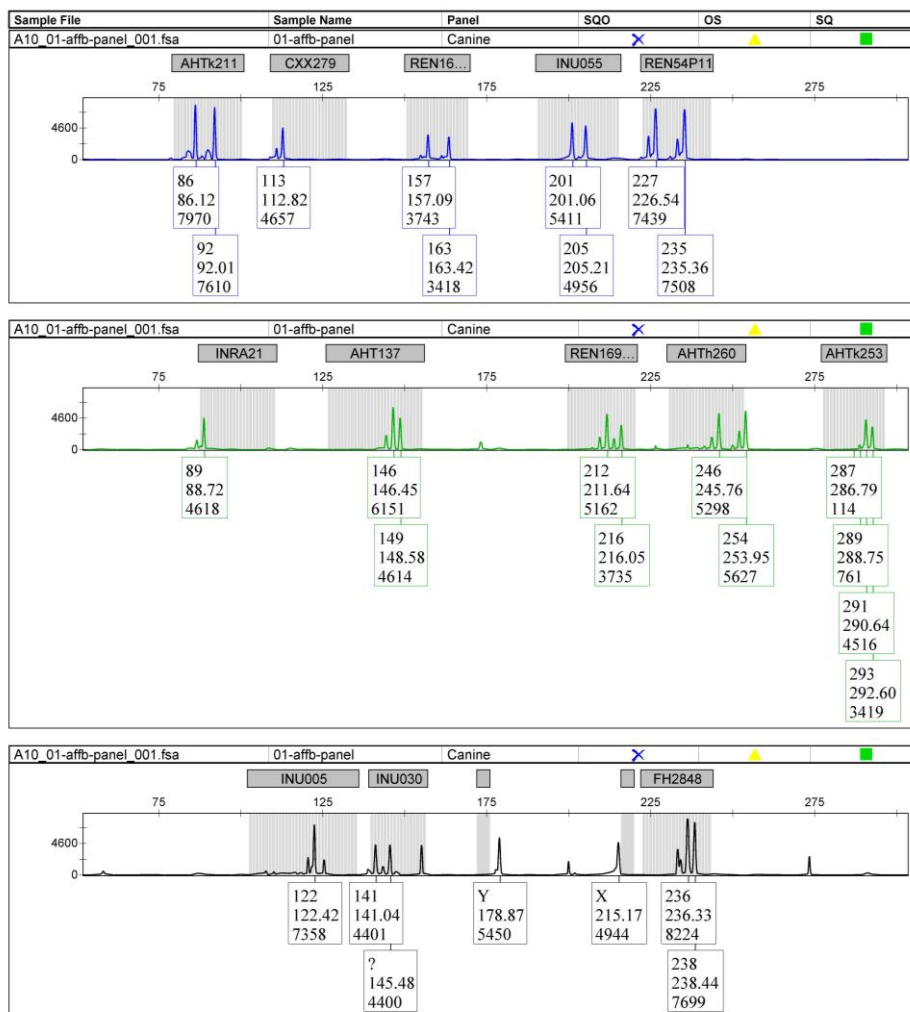 Sample File Sample Name Panel SQO OS SQ
A10_01-affb-panel_001.fsa 01-affb-panel Canine
AHTk211 CXX279 REN16... INU055 REN54P11
75 125 175 225 275
4600
0
86 113 157 201 227
86.12 112.82 157.09 201.06 226.54
7970 4657 3743 5411 7439
92 163 205 235
92.01 163.42 205.21 235.36
7610 3418 4956 7508
A10_01-affb-panel_001.fsa 01-affb-panel Canine
INRA21 AHT137 REN169... AHTh260 AHTk253
75 125 175 225 275
4600
0
89 146 212 246 287
88.72 146.45 211.64 245.76 286.79
4618 6151 5162 5298 114
149 216 254 289
148.58 216.05 253.95 288.75
4614 3735 5627 761
291
290.64
4516
293
292.60
3419
A10_01-affb-panel_001.fsa 01-affb-panel Canine
INU005 INU030 FH2848
75 125 175 225 275
4600
0
122 141 Y X 236
122.42 141.04 178.87 215.17 236.33
7358 4401 5450 4944 8224
? 238
145.48 238.44
4400 7699